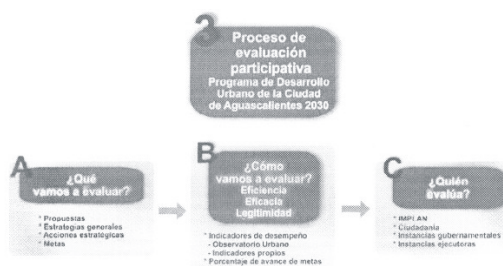 3
Proceso de
evaluación
participativa
Programa de Desarrollo
Urbano de la Ciudad
de Aguascalientes 2030
A
¿Qué
vamos a evaluar?
* Propuestas
* Estrategias generales
* Acciones estratégicas
* Metas
B
¿Cómo
vamos a evaluar?
Eficiencia
Eficacia
Legitimidad
* Indicadores de desempeño
- Observatorio Urbano
- Indicadores propios
* Porcentaje de avance de metas
C
¿Quién
evalúa?
* IMPLAN
* Ciudadanía
* Instancias gubernamentales
* Instancias ejecutoras